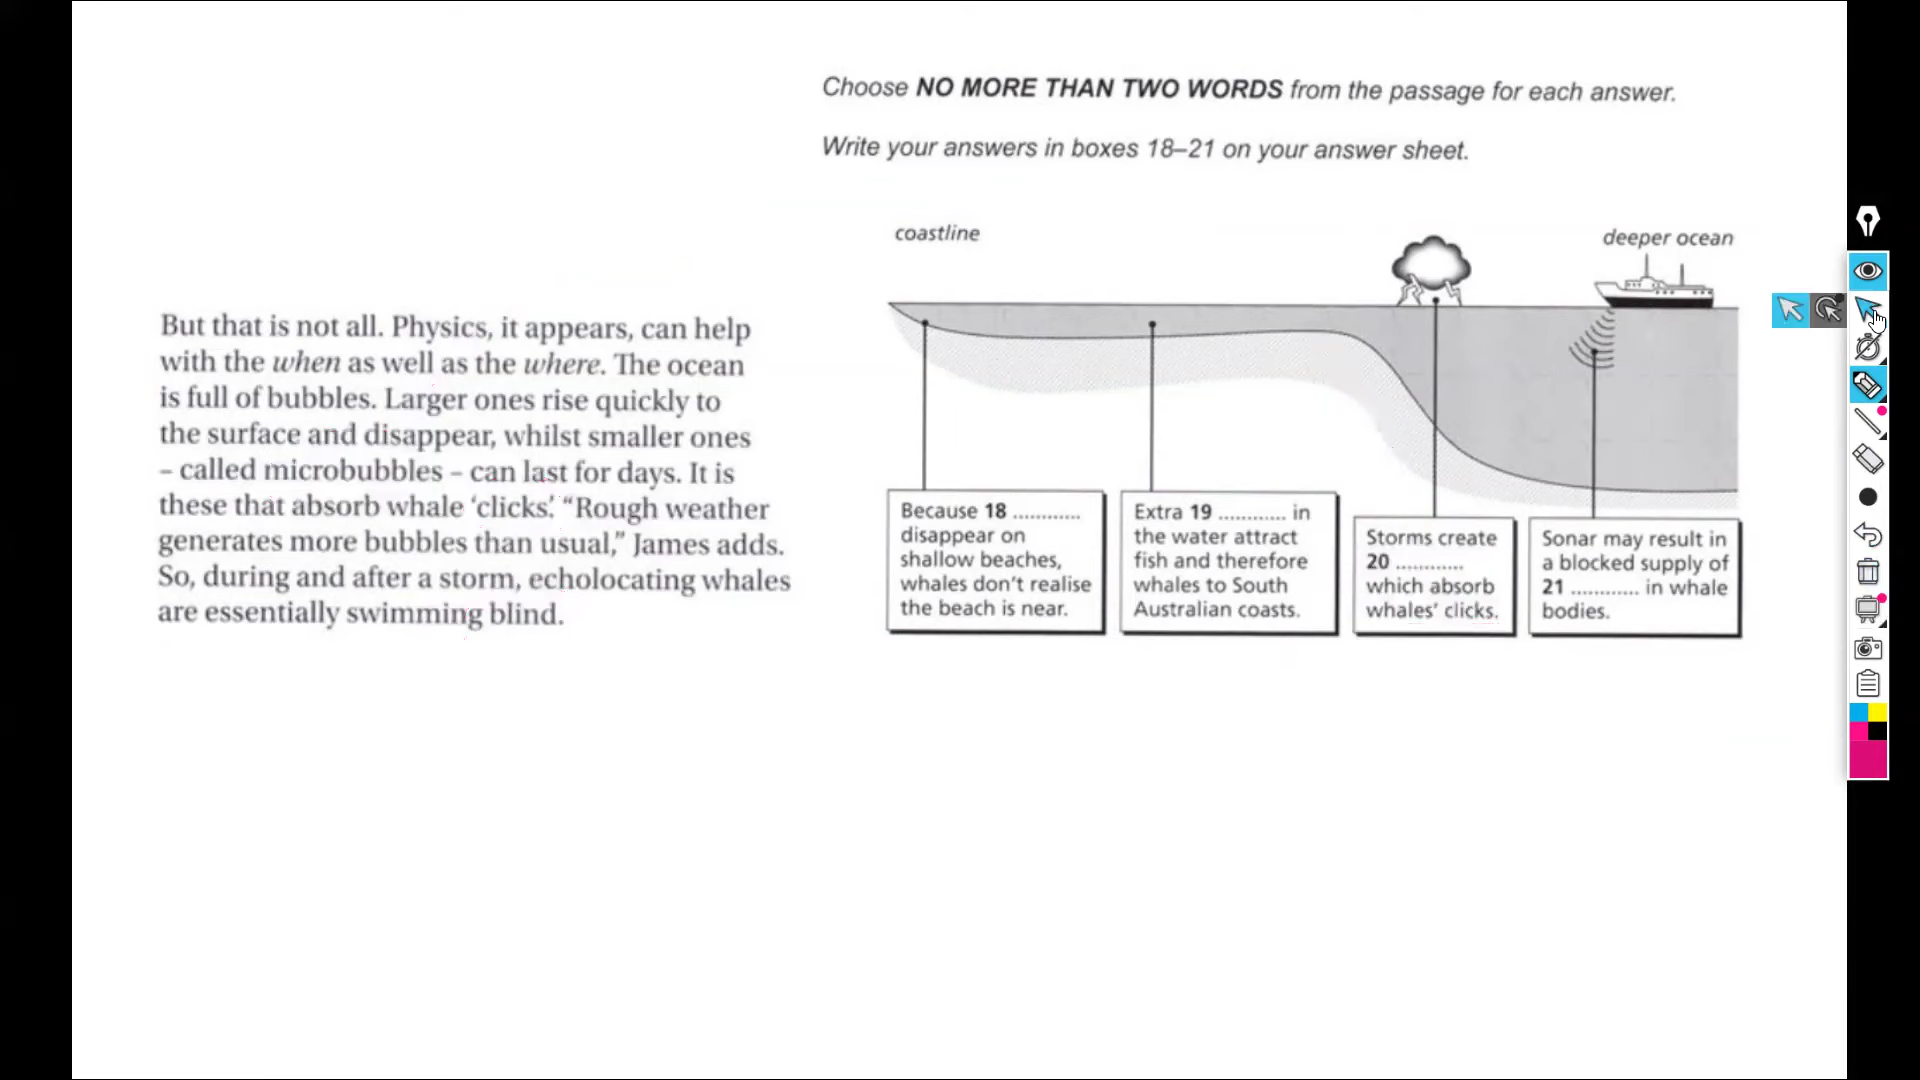 Choose NO MORE THAN TWO WORDS from the passage for each answer.
Write your answers in boxes 18–21 on your answer sheet.
But that is not all. Physics, it appears, can help
with the when as well as the where. The ocean
is full of bubbles. Larger ones rise quickly to
the surface and disappear, whilst smaller ones
– called microbubbles – can last for days. It is
these that absorb whale ‘clicks’. “Rough weather
generates more bubbles than usual,” James adds.
So, during and after a storm, echolocating whales
are essentially swimming blind.
coastline
deeper ocean
Because 18 ............
disappear on
shallow beaches,
whales don’t realise
the beach is near.
Extra 19 ............ in
the water attract
fish and therefore
whales to South
Australian coasts.
Storms create
20 ............
which absorb
whales’ clicks.
Sonar may result in
a blocked supply of
21 ............ in whale
bodies.